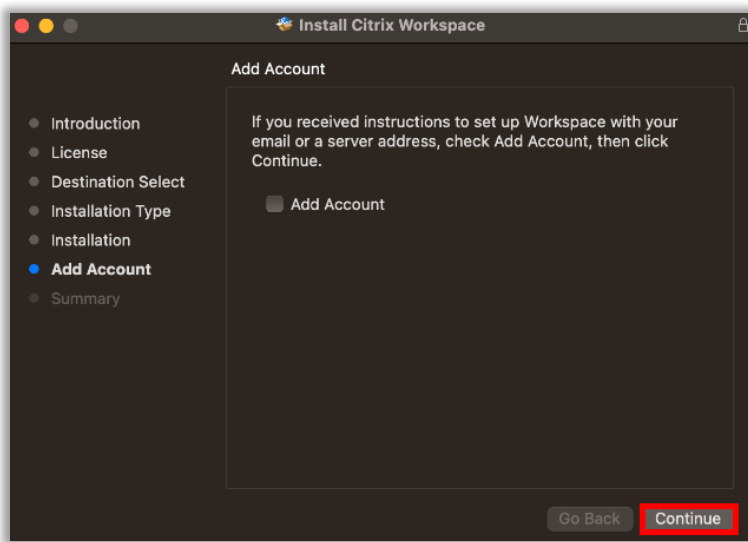 Install Citrix Workspace
Add Account
Introduction
License
Destination Select
Installation Type
Installation
Add Account
Summary
If you received instructions to set up Workspace with your
email or a server address, check Add Account, then click
Continue.
Add Account
Go Back
Continue